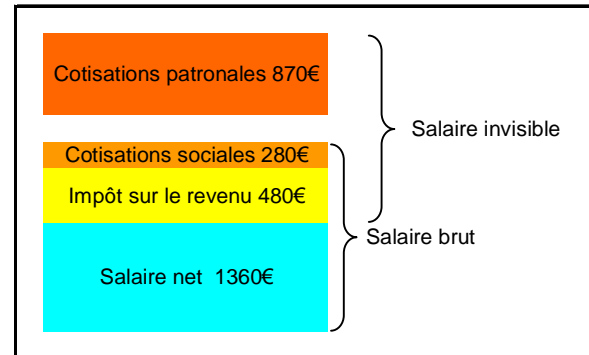 Cotisations patronales 870€
Salaire invisible
Cotisations sociales 280€
Impôt sur le revenu 480€
Salaire brut
Salaire net 1360€